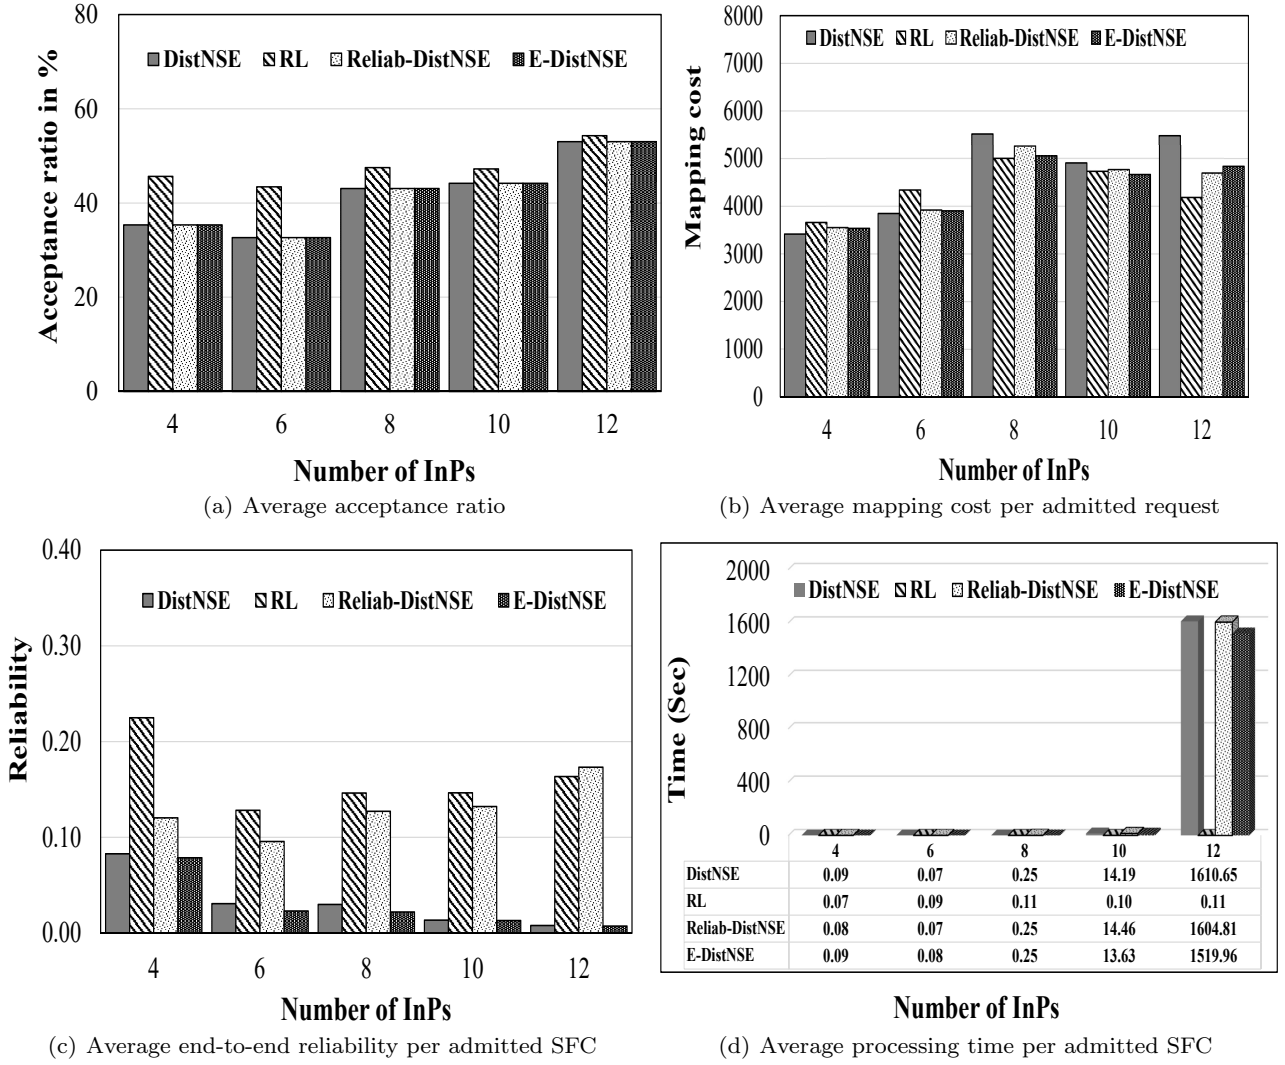 80
60
40
20
0
Acceptance ratio in %
DistNSE RL Reliab-DistNSE E-DistNSE
4 6 8 10 12
Number of InPs
(a) Average acceptance ratio
8000
7000
6000
5000
4000
3000
2000
1000
0
Mapping cost
DistNSE RL Reliab-DistNSE E-DistNSE
4 6 8 10 12
Number of InPs
(b) Average mapping cost per admitted request
0.40
0.30
0.20
0.10
0.00
Reliability
DistNSE RL Reliab-DistNSE E-DistNSE
4 6 8 10 12
Number of InPs
(c) Average end-to-end reliability per admitted SFC
2000
1600
1200
800
400
0
Time (Sec)
DistNSE RL Reliab-DistNSE E-DistNSE
4 6 8 10 12
DistNSE 0.09 0.07 0.25 14.19 1610.65
RL 0.07 0.09 0.11 0.10 0.11
Reliab-DistNSE 0.08 0.07 0.25 14.46 1604.81
E-DistNSE 0.09 0.08 0.25 13.63 1519.96
Number of InPs
(d) Average processing time per admitted SFC